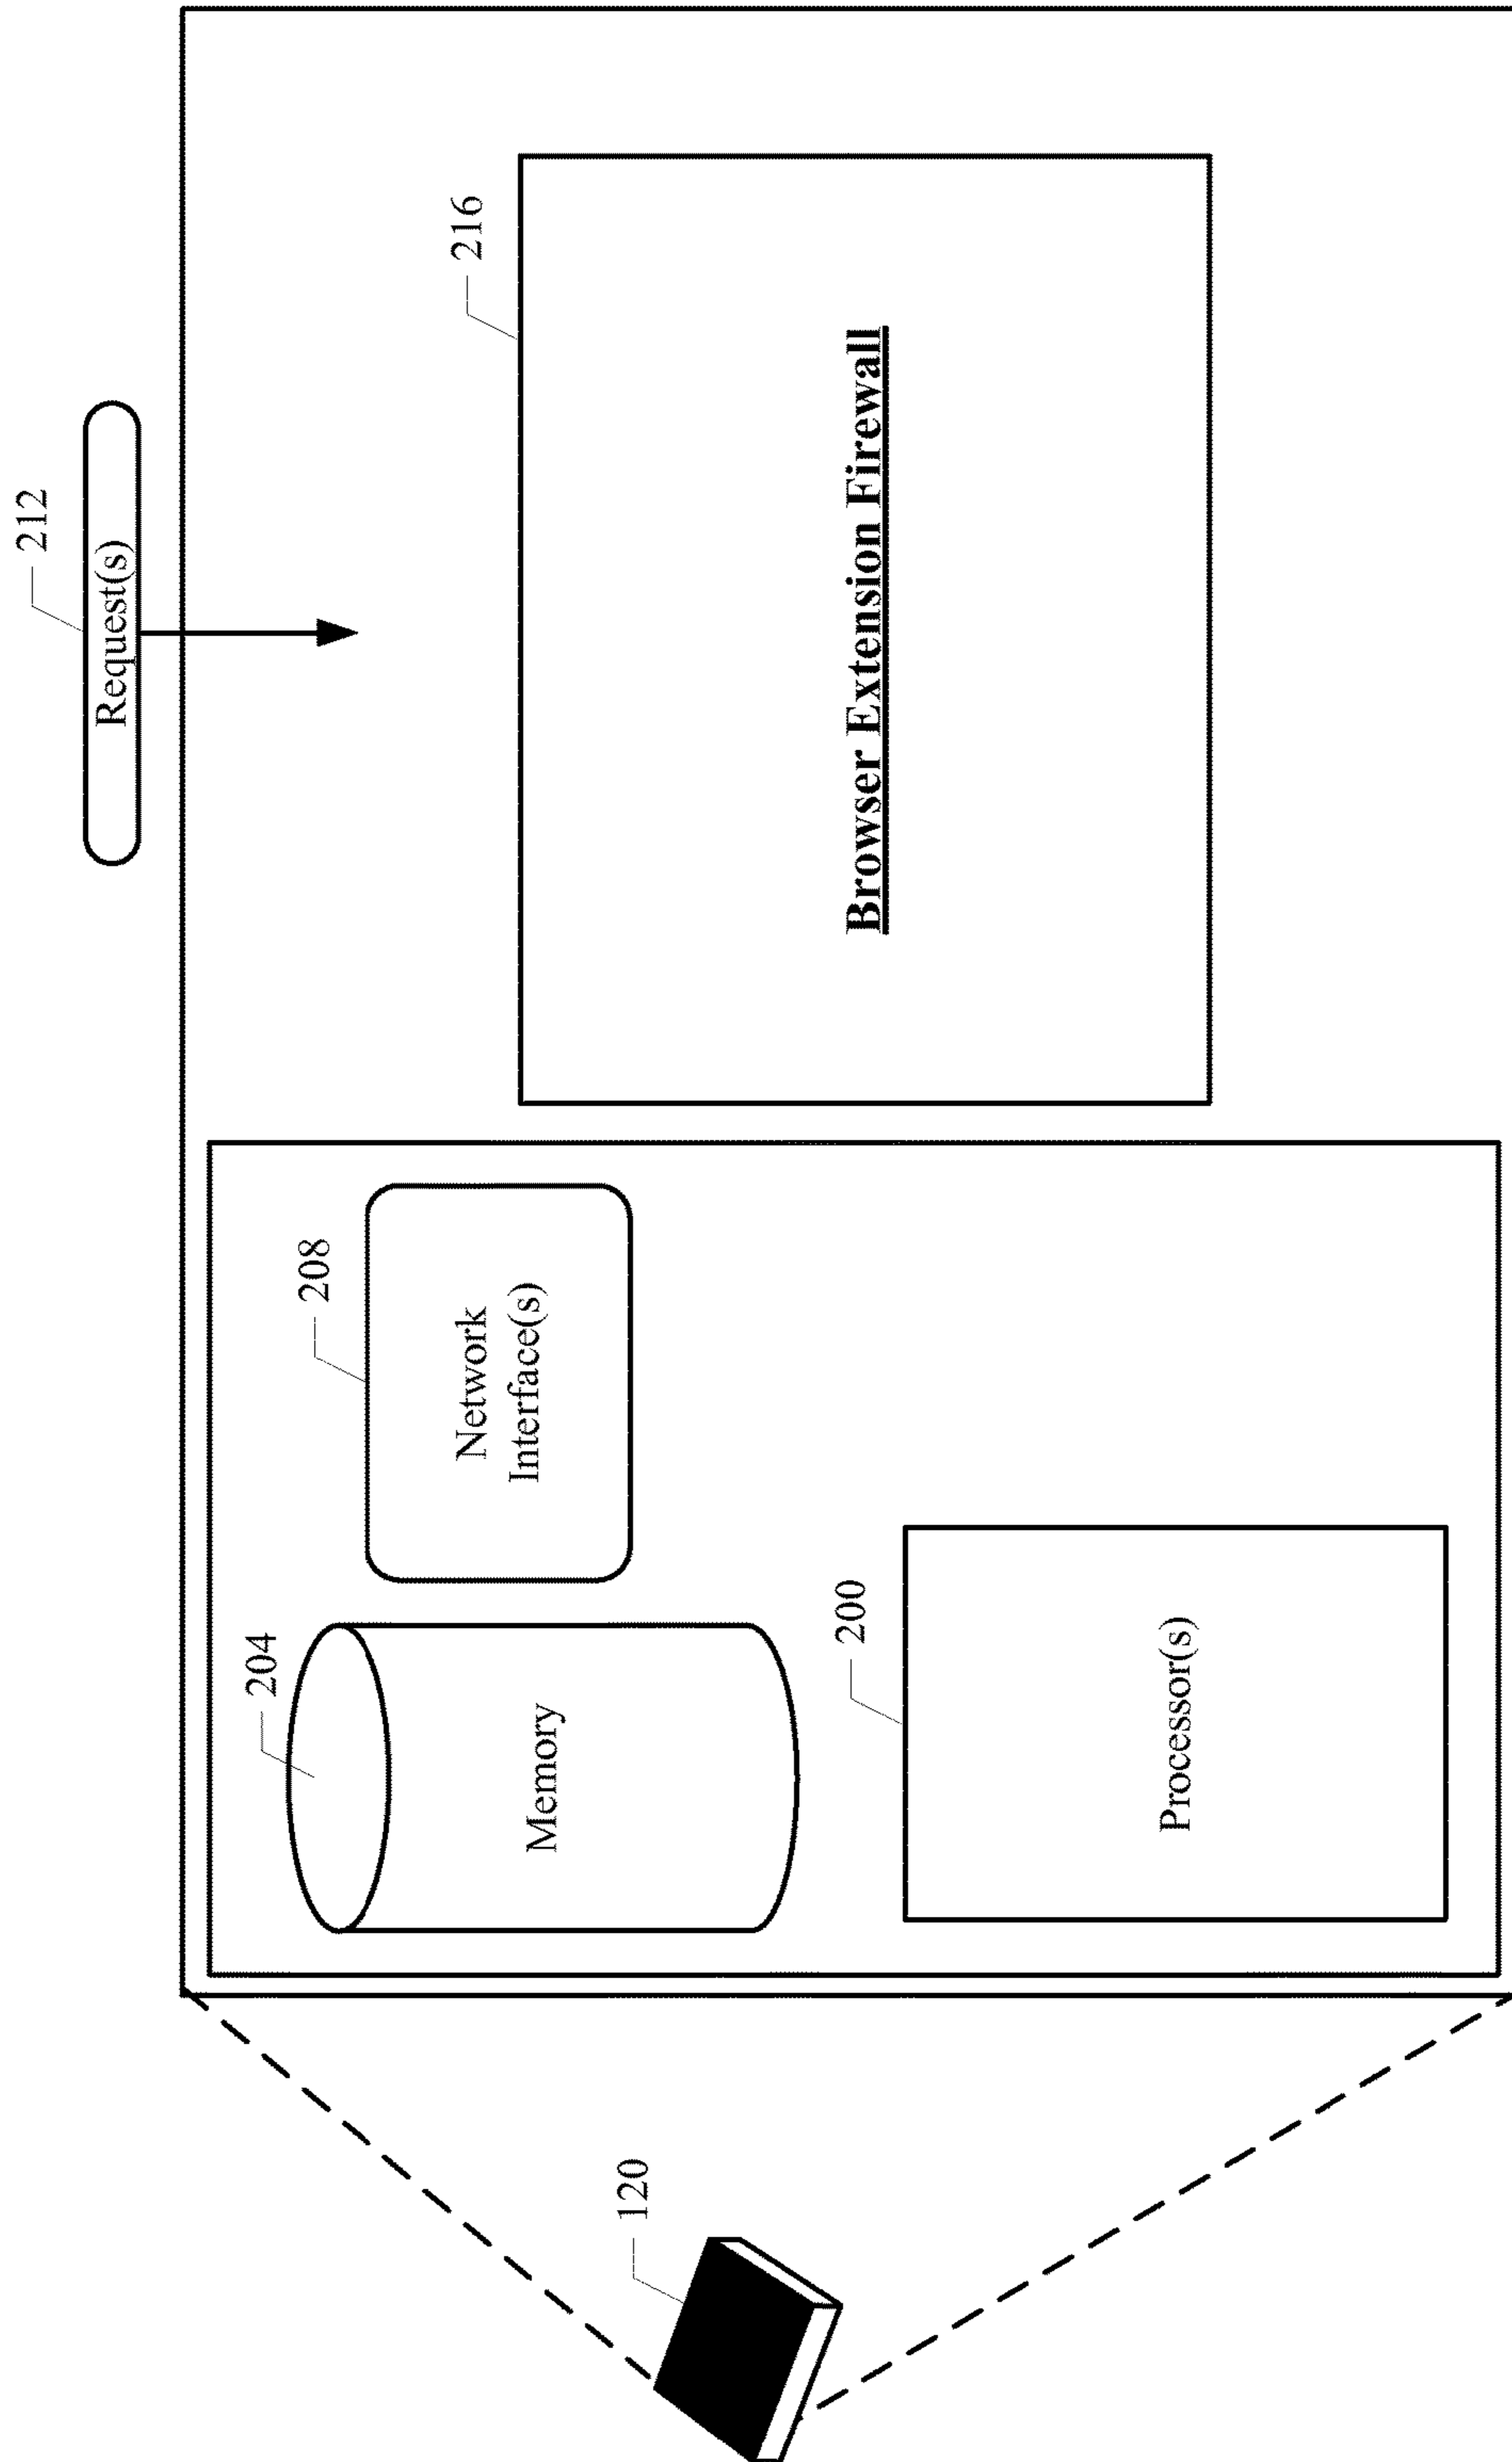 212
Request(s)
216
Browser Extension Firewall
208
Network
Interface(s)
204
Memory
200
Processor(s)
120